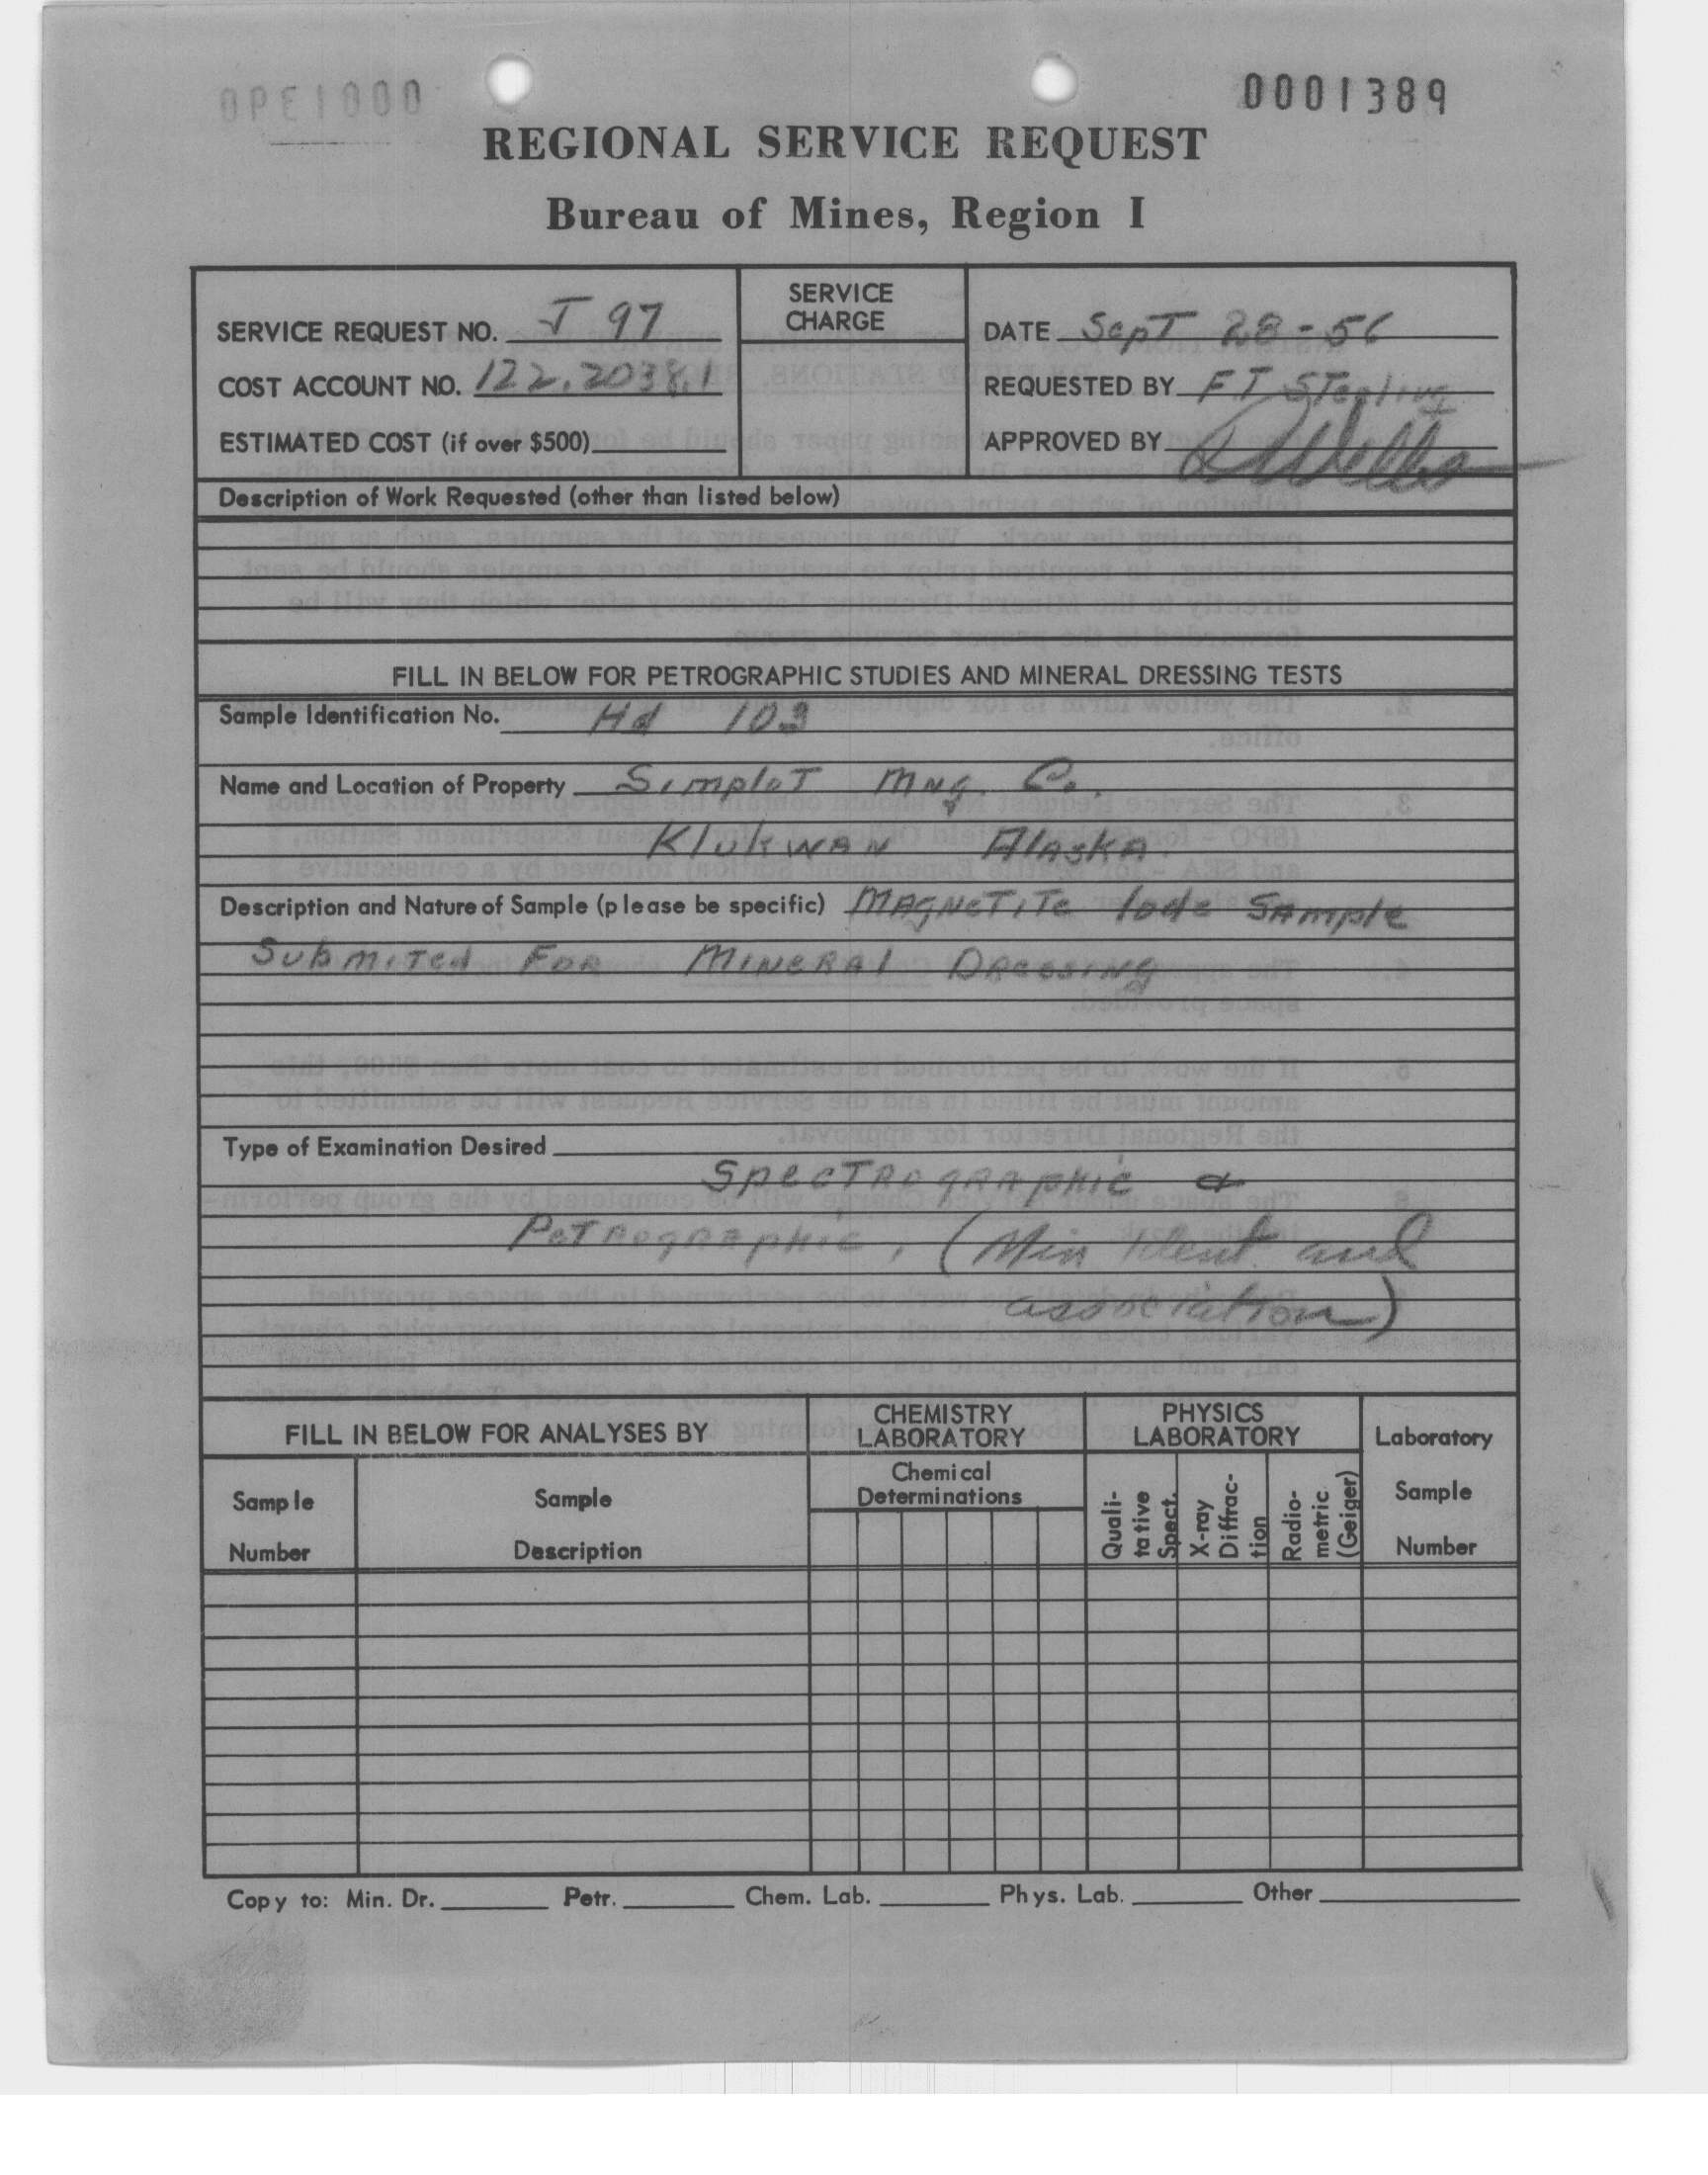 0001389
REGIONAL SERVICE REQUEST
Bureau of Mines, Region I
SERVICE REQUEST NO. J 97
COST ACCOUNT NO. 122.2038.1
ESTIMATED COST (if over $500)
SERVICE
CHARGE
DATE Sept 28-56
REQUESTED BY F I Sterling
APPROVED BY
Description of Work Requested (other than listed below)
FILL IN BELOW FOR PETROGRAPHIC STUDIES AND MINERAL DRESSING TESTS
Sample Identification No. Hd 103
Name and Location of Property Simplot Mng. Co.
Klukwan Alaska.
Description and Nature of Sample (please be specific) Magnetite lode Sample
Submited For Mineral Dressing
Type of Examination Desired
Spectrographic &
Petrographic, (Min Ident and
association)
FILL IN BELOW FOR ANALYSES BY
CHEMISTRY
LABORATORY
PHYSICS
LABORATORY
Laboratory
Sample
Number
Sample
Number
Sample
Description
Chemical
Determinations
Quali-
tative
Spect.
X-ray
Diffrac-
tion
Radio-
metric
(Geiger)
Copy to: Min. Dr. Petr. Chem. Lab. Phys. Lab. Other